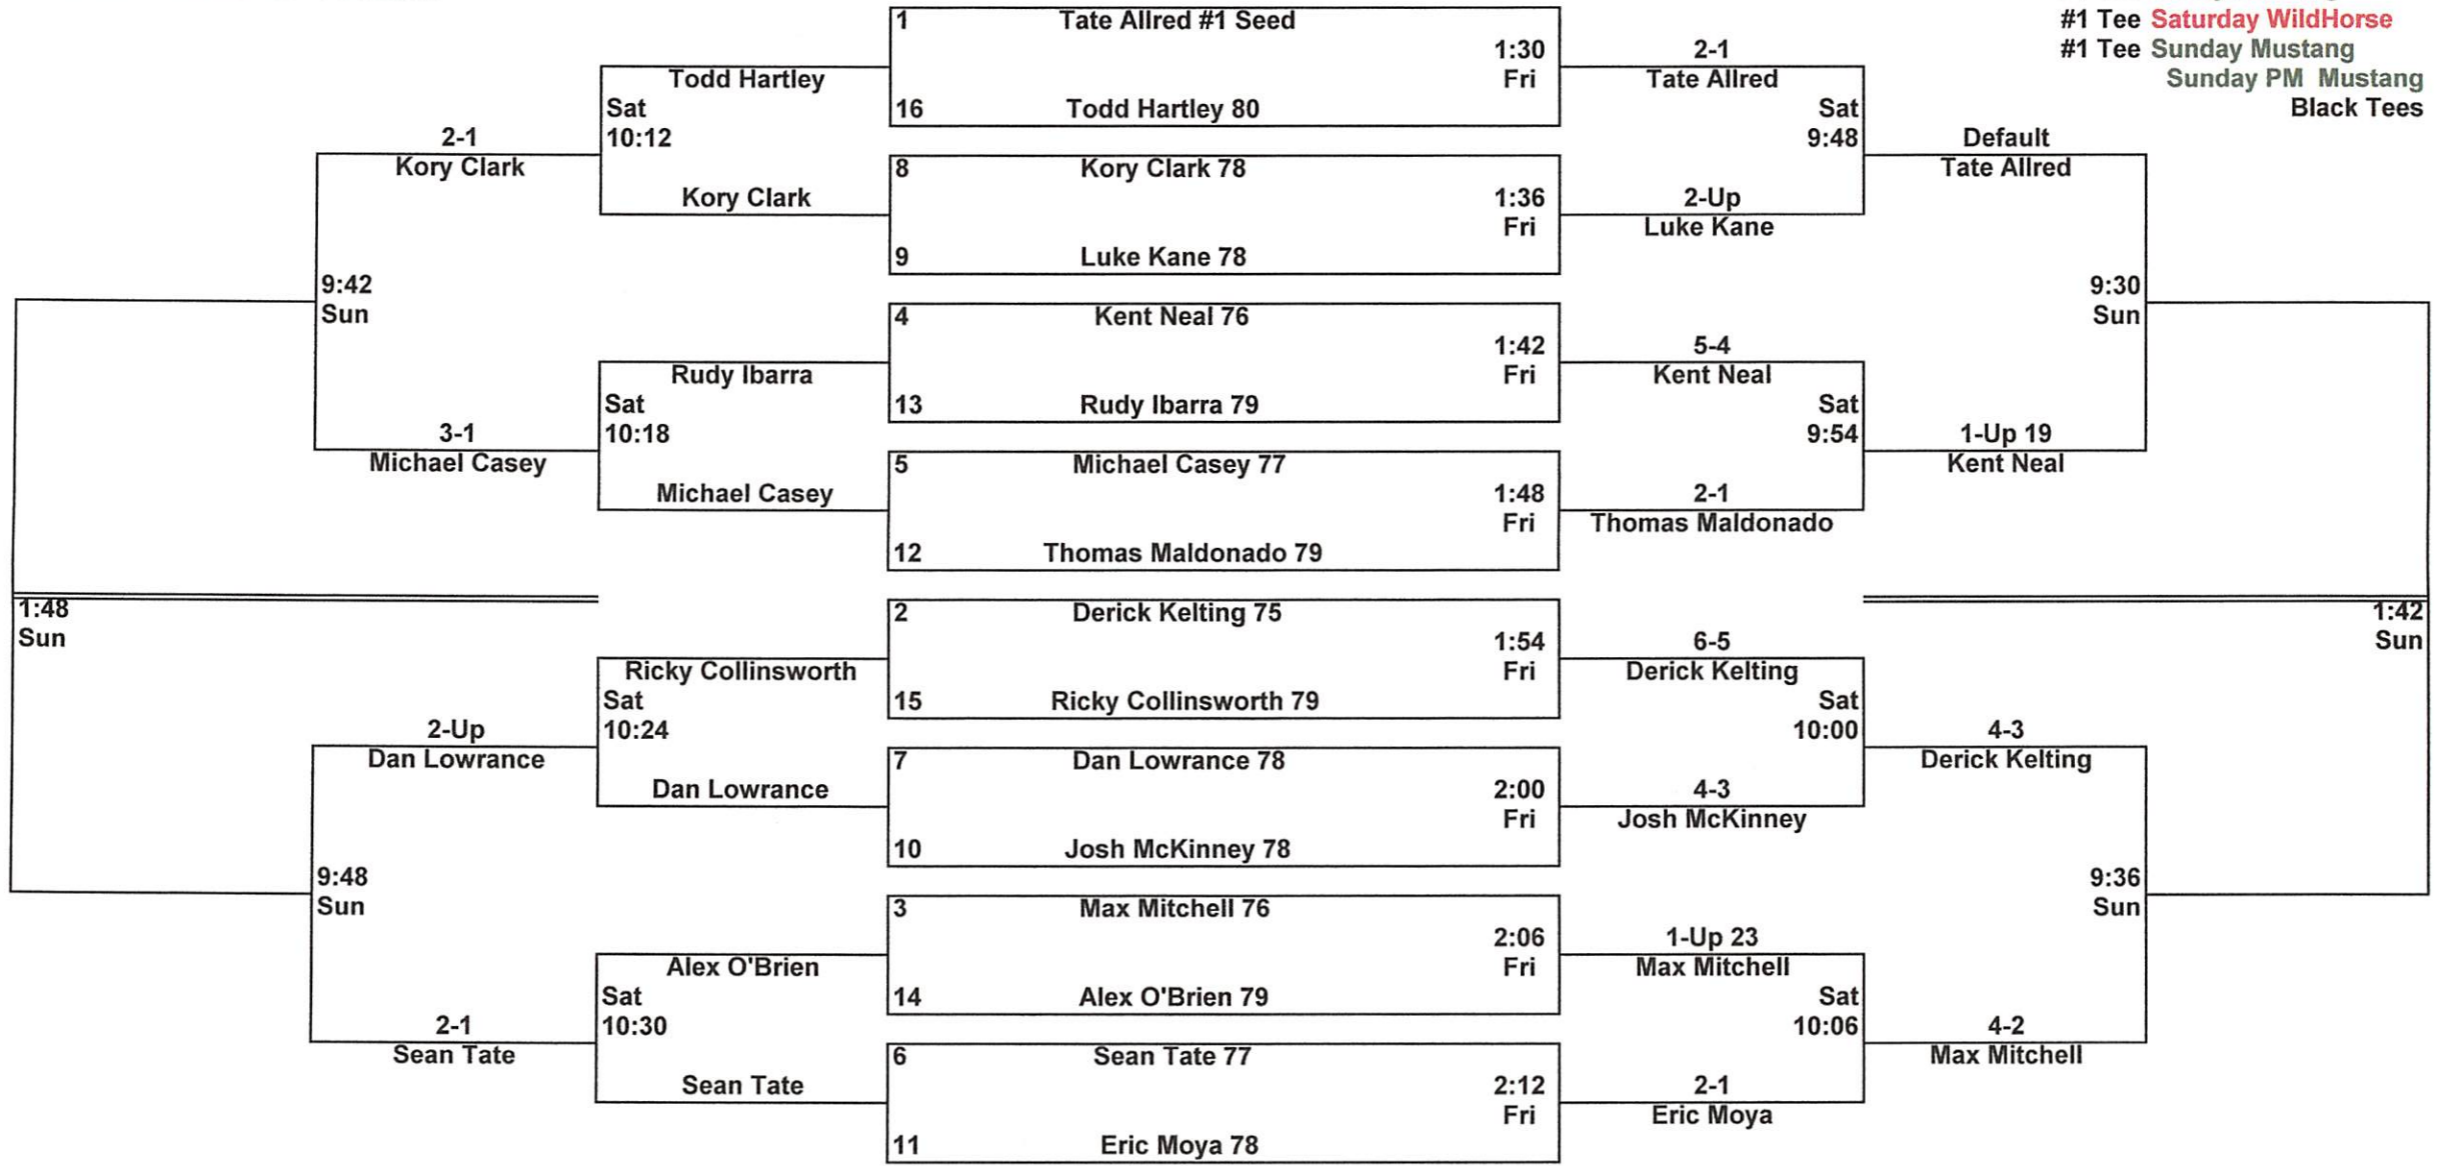 #1 Tee Saturday WildHorse
#1 Tee Sunday Mustang
Sunday PM Mustang
Black Tees
1 Tate Allred #1 Seed
1:30
Fri
16 Todd Hartley 80
8 Kory Clark 78
1:36
Fri
9 Luke Kane 78
4 Kent Neal 76
1:42
Fri
13 Rudy Ibarra 79
5 Michael Casey 77
1:48
Fri
12 Thomas Maldonado 79
2 Derick Kelting 75
1:54
Fri
15 Ricky Collinsworth 79
7 Dan Lowrance 78
2:00
Fri
10 Josh McKinney 78
3 Max Mitchell 76
2:06
Fri
14 Alex O'Brien 79
6 Sean Tate 77
2:12
Fri
11 Eric Moya 78
Todd Hartley
Sat
10:12
Kory Clark
Rudy Ibarra
Sat
10:18
Michael Casey
Ricky Collinsworth
Sat
10:24
Dan Lowrance
Alex O'Brien
Sat
10:30
Sean Tate
2-1
Kory Clark
9:42
Sun
3-1
Michael Casey
1:48
Sun
2-Up
Dan Lowrance
9:48
Sun
2-1
Sean Tate
2-1
Tate Allred
Sat
9:48
2-Up
Luke Kane
5-4
Kent Neal
Sat
9:54
2-1
Thomas Maldonado
6-5
Derick Kelting
Sat
10:00
4-3
Josh McKinney
1-Up 23
Max Mitchell
Sat
10:06
2-1
Eric Moya
Default
Tate Allred
9:30
Sun
1-Up 19
Kent Neal
1:42
Sun
4-3
Derick Kelting
9:36
Sun
4-2
Max Mitchell